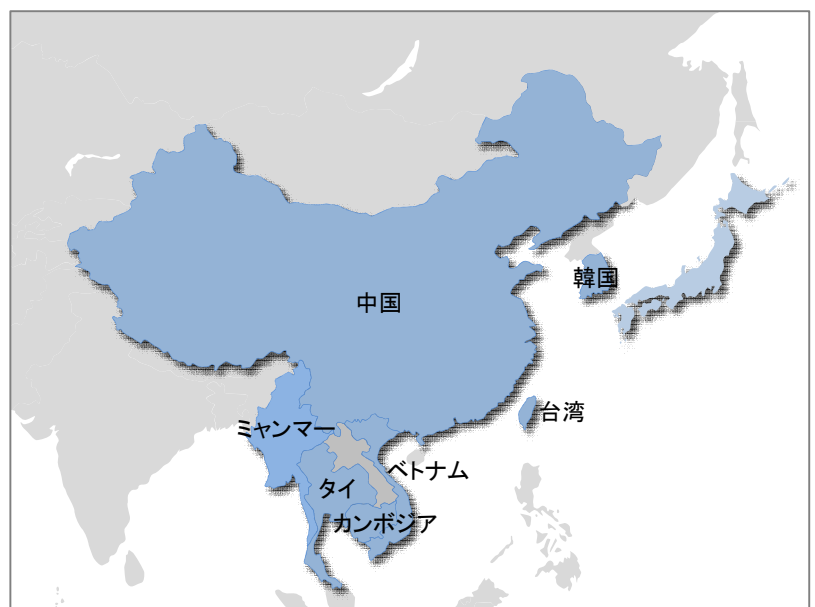 韓国
中国
台湾
ミャンマー
ベトナム
タイ
カンボジア